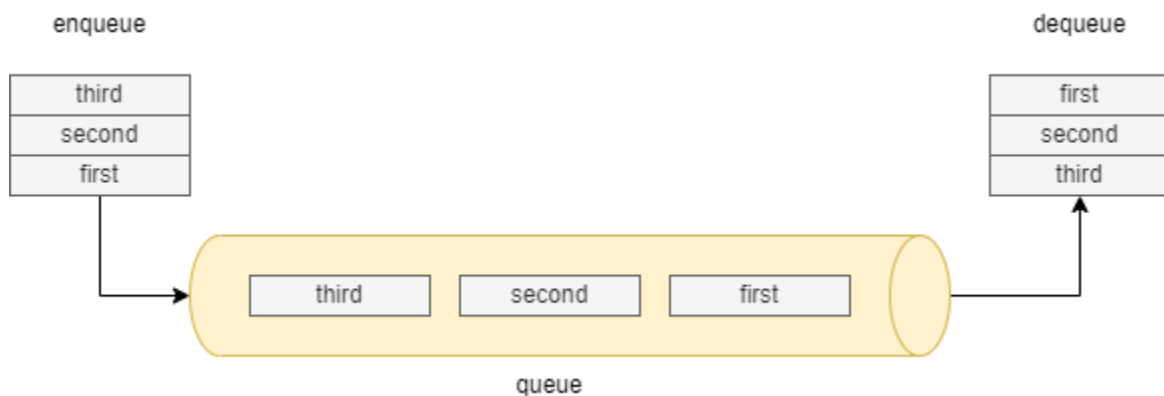 enqueue
dequeue
third
second
first
first
second
third
third
second
first
queue